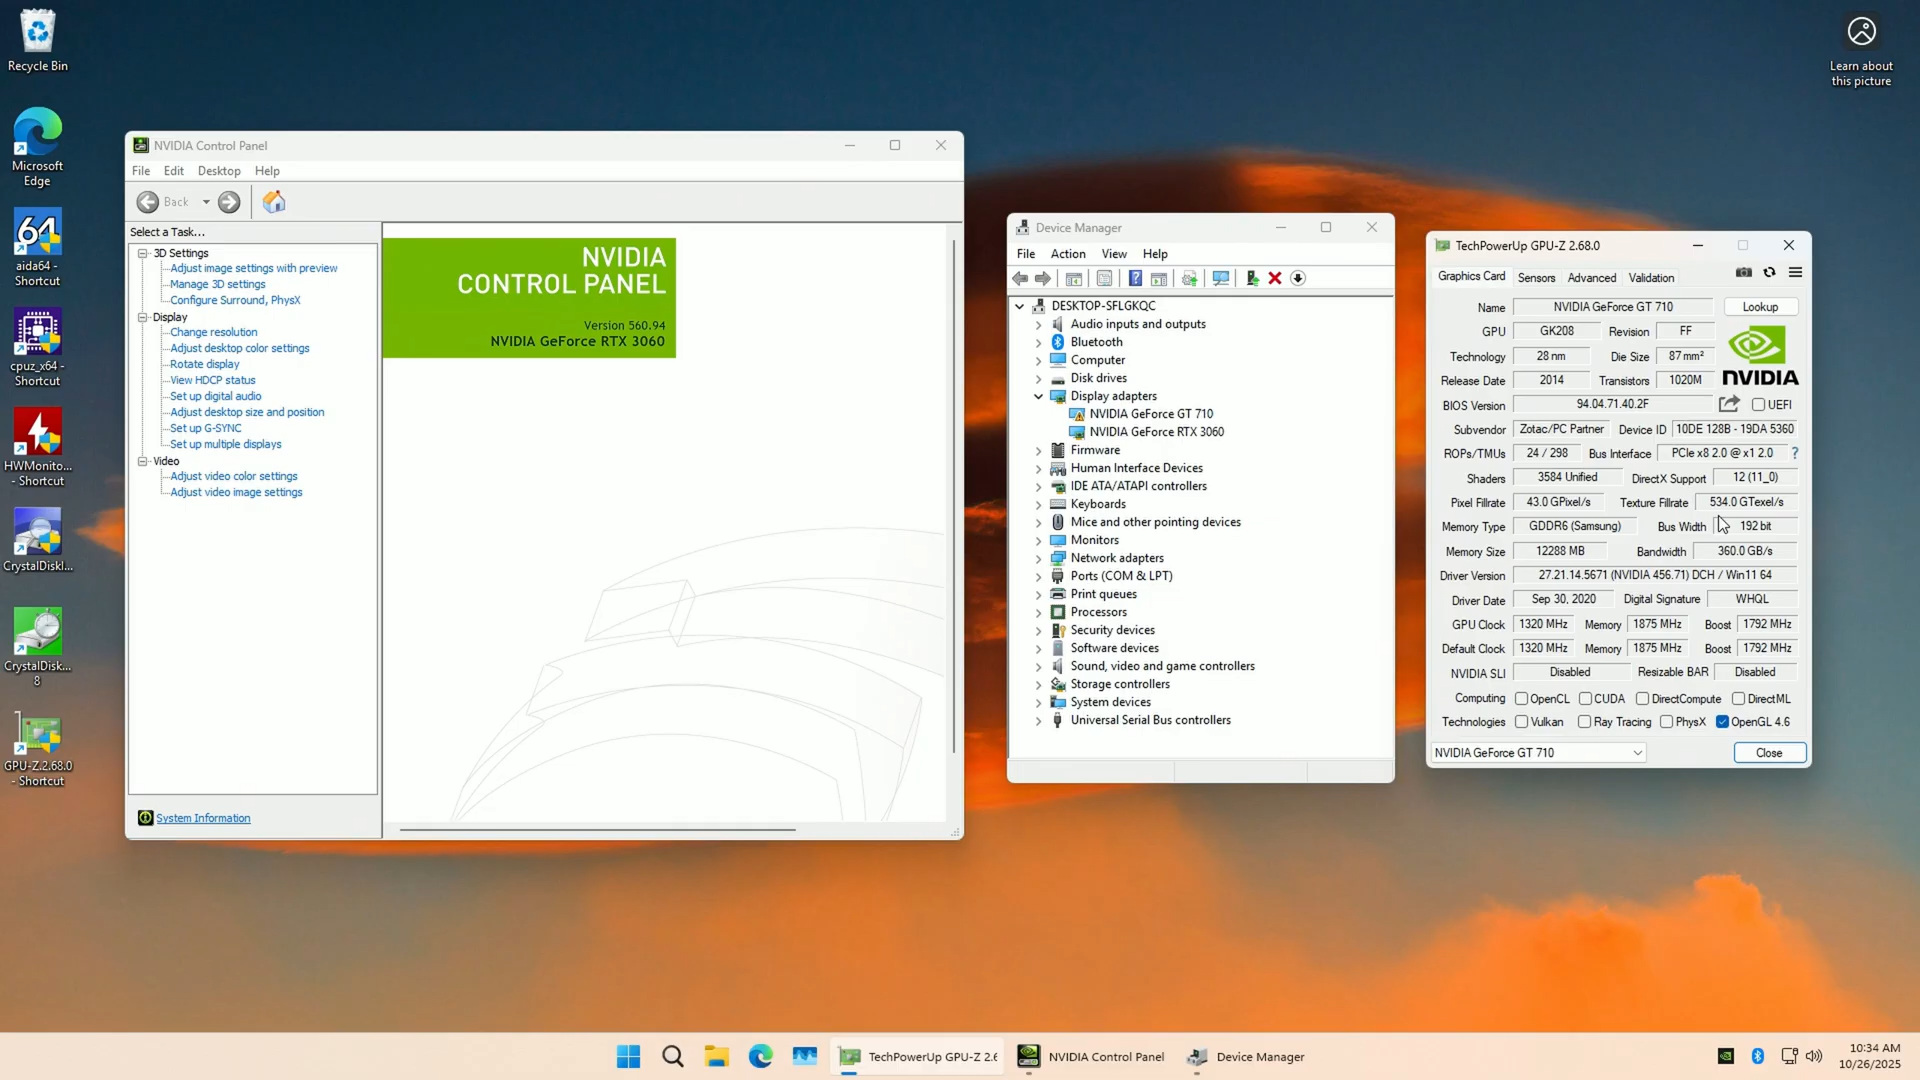 Recycle Bin
Microsoft
Edge
aida64 -
Shortcut
cpuz_x64 -
Shortcut
HWMonito...
- Shortcut
CrystalDiskI...
CrystalDisk...
8
GPU-Z.2.68.0
- Shortcut
Learn about
this picture
NVIDIA Control Panel
File Edit Desktop Help
Back
Select a Task...
3D Settings
Adjust image settings with preview
Manage 3D settings
Configure Surround, PhysX
Display
Change resolution
Adjust desktop color settings
Rotate display
View HDCP status
Set up digital audio
Adjust desktop size and position
Set up G-SYNC
Set up multiple displays
Video
Adjust video color settings
Adjust video image settings
System Information
NVIDIA
CONTROL PANEL
Version 560.94
NVIDIA GeForce RTX 3060
Device Manager
File Action View Help
DESKTOP-SFLGKQC
Audio inputs and outputs
Bluetooth
Computer
Disk drives
Display adapters
NVIDIA GeForce GT 710
NVIDIA GeForce RTX 3060
Firmware
Human Interface Devices
IDE ATA/ATAPI controllers
Keyboards
Mice and other pointing devices
Monitors
Network adapters
Ports (COM & LPT)
Print queues
Processors
Security devices
Software devices
Sound, video and game controllers
Storage controllers
System devices
Universal Serial Bus controllers
TechPowerUp GPU-Z 2.68.0
Graphics Card Sensors Advanced Validation
Name NVIDIA GeForce GT 710 Lookup
GPU GK208 Revision FF
Technology 28 nm Die Size 87 mm²
Release Date 2014 Transistors 1020M
NVIDIA
BIOS Version 94.04.71.40.2F UEFI
Subvendor Zotac/PC Partner Device ID 10DE 128B - 19DA 5360
ROPs/TMUs 24 / 298 Bus Interface PCIe x8 2.0 @ x1 2.0 ?
Shaders 3584 Unified DirectX Support 12 (11_0)
Pixel Fillrate 43.0 GPixel/s Texture Fillrate 534.0 GTexel/s
Memory Type GDDR6 (Samsung) Bus Width 192 bit
Memory Size 12288 MB Bandwidth 360.0 GB/s
Driver Version 27.21.14.5671 (NVIDIA 456.71) DCH / Win11 64
Driver Date Sep 30, 2020 Digital Signature WHQL
GPU Clock 1320 MHz Memory 1875 MHz Boost 1792 MHz
Default Clock 1320 MHz Memory 1875 MHz Boost 1792 MHz
NVIDIA SLI Disabled Resizable BAR Disabled
Computing OpenCL CUDA DirectCompute DirectML
Technologies Vulkan Ray Tracing PhysX OpenGL 4.6
NVIDIA GeForce GT 710 Close
TechPowerUp GPU-Z 2.6
NVIDIA Control Panel
Device Manager
10:34 AM
10/26/2025